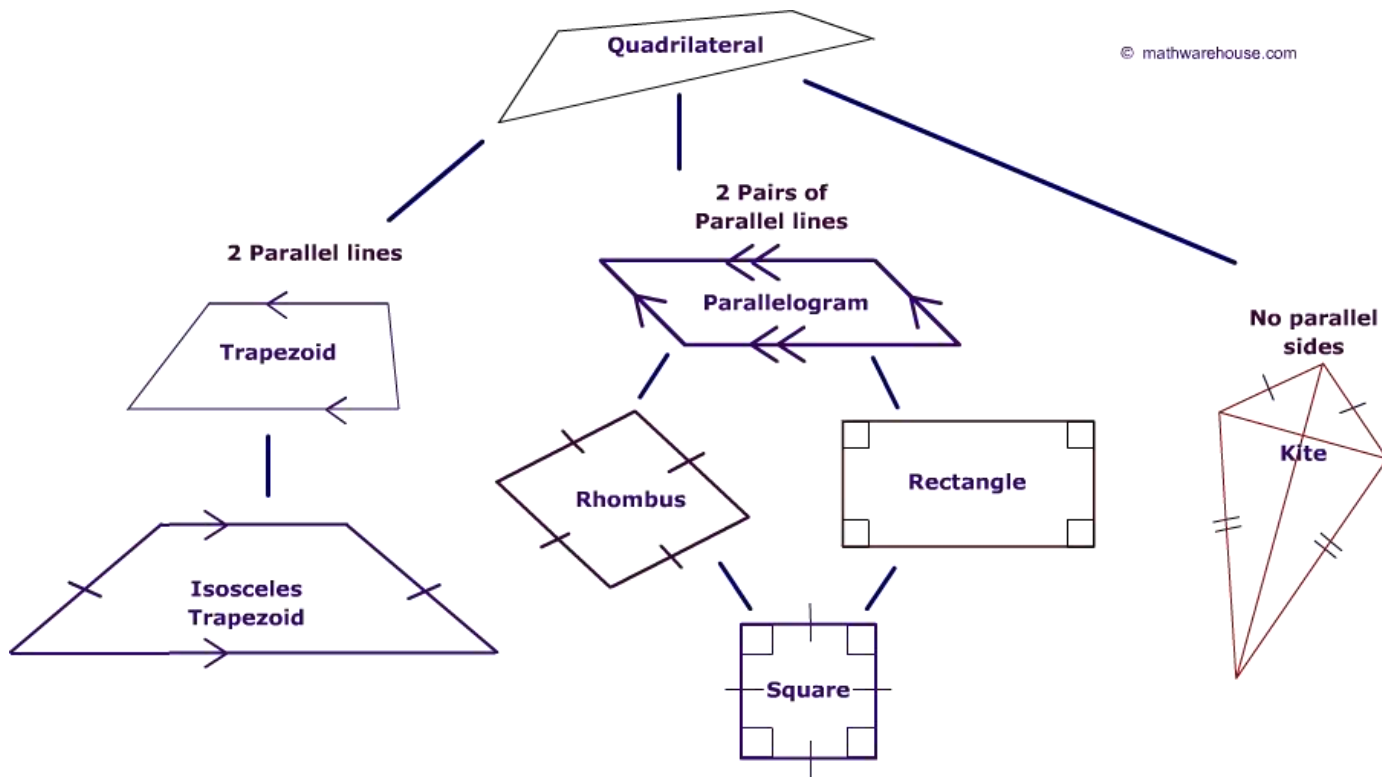 Quadrilateral
© mathwarehouse.com
2 Pairs of
Parallel lines
2 Parallel lines
Parallelogram
No parallel
sides
Trapezoid
Kite
Rhombus
Rectangle
Isosceles
Trapezoid
Square